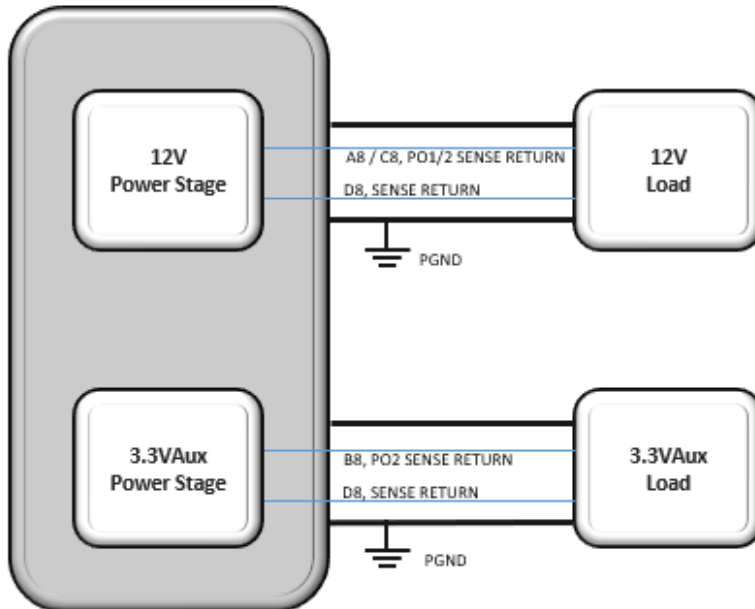 12V
Power Stage
A8 / C8, PO1/2 SENSE RETURN
D8, SENSE RETURN
PGND
12V
Load
3.3VAux
Power Stage
B8, PO2 SENSE RETURN
D8, SENSE RETURN
PGND
3.3VAux
Load